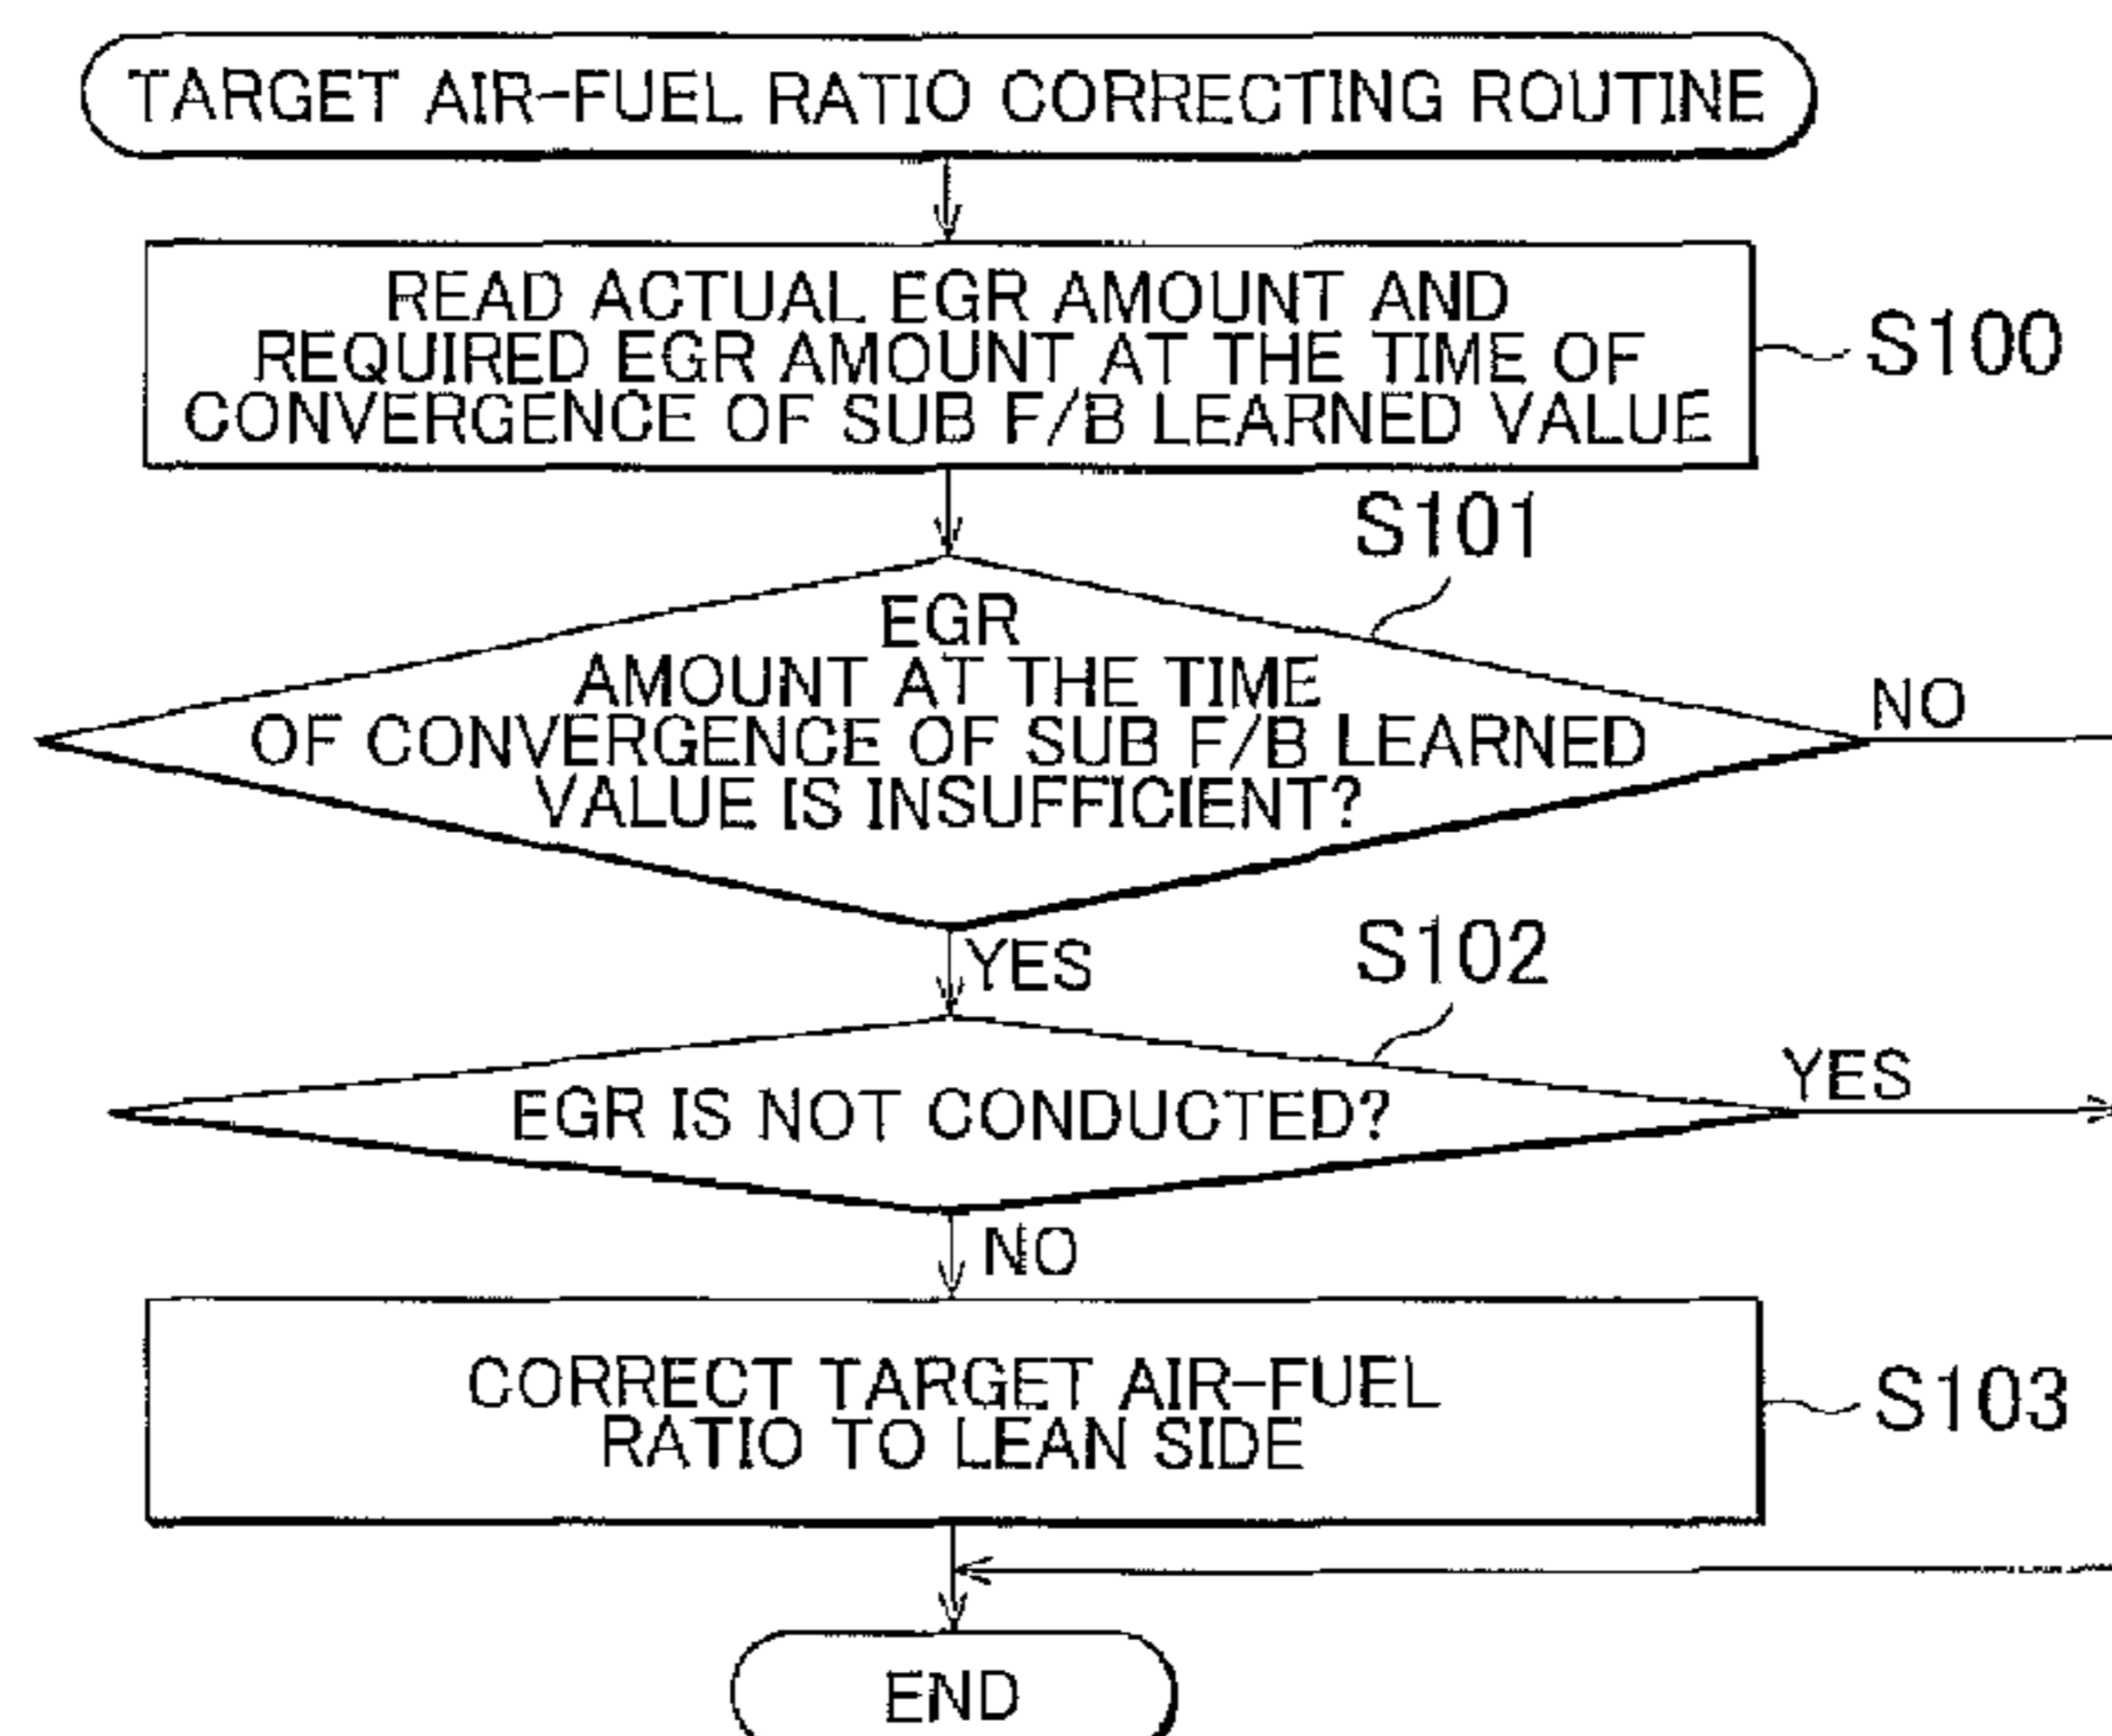 TARGET AIR-FUEL RATIO CORRECTING ROUTINE
READ ACTUAL EGR AMOUNT AND
REQUIRED EGR AMOUNT AT THE TIME OF
CONVERGENCE OF SUB F/B LEARNED VALUE
S100
S101
EGR
AMOUNT AT THE TIME
OF CONVERGENCE OF SUB F/B LEARNED
VALUE IS INSUFFICIENT?
NO
YES
S102
EGR IS NOT CONDUCTED?
YES
NO
CORRECT TARGET AIR-FUEL
RATIO TO LEAN SIDE
S103
END